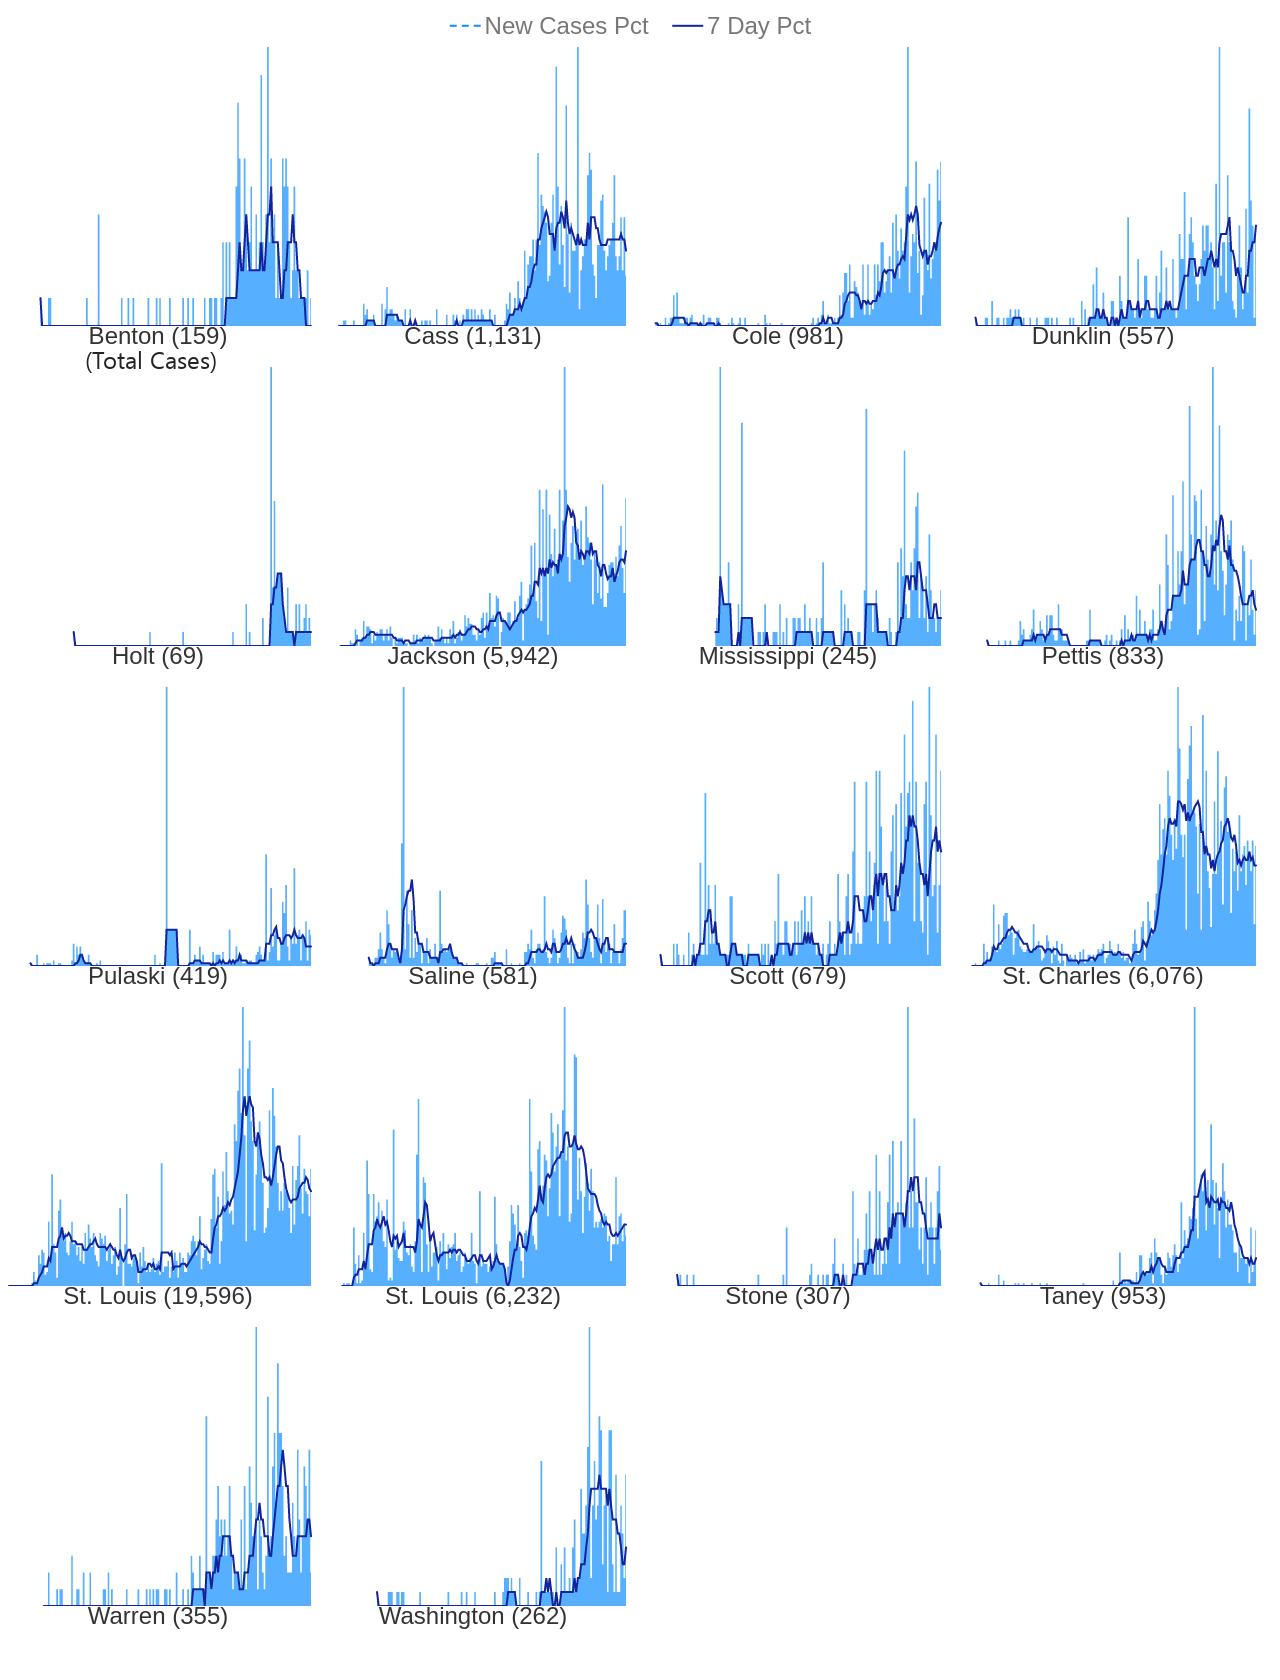 New Cases Pct 7 Day Pct
Benton (159) Cass (1,131) Cole (981) Dunklin (557)
(Total Cases)
Holt (69) Jackson (5,942) Mississippi (245) Pettis (833)
Pulaski (419) Saline (581) Scott (679) St. Charles (6,076)
St. Louis (19,596) St. Louis (6,232) Stone (307) Taney (953)
Warren (355) Washington (262)